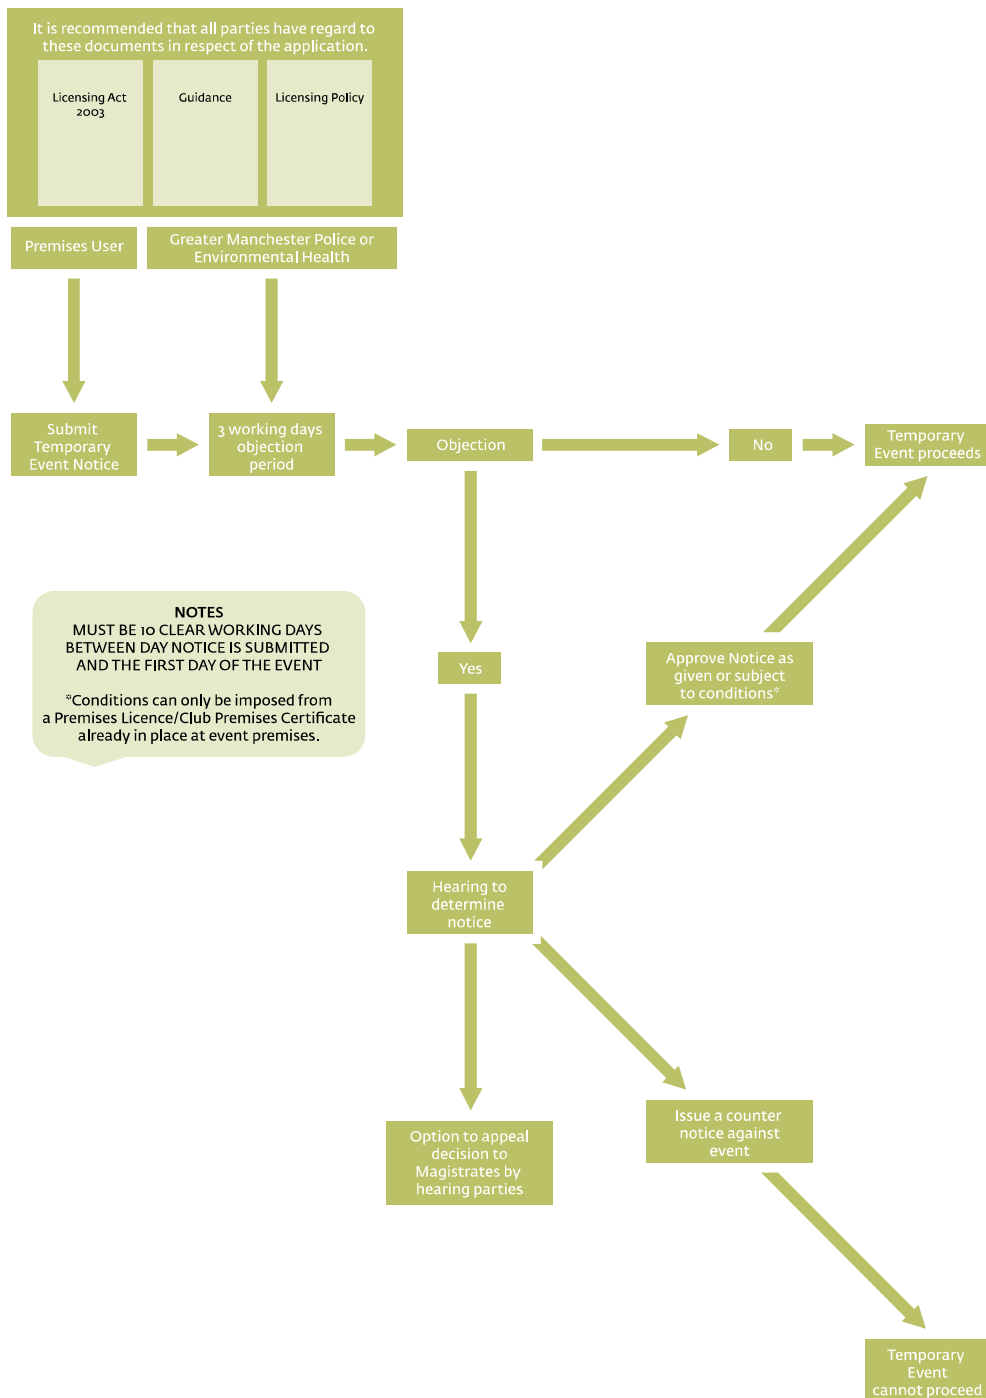 It is recommended that all parties have regard to
these documents in respect of the application.
Licensing Act
2003
Guidance
Licensing Policy
Premises User
Greater Manchester Police or
Environmental Health
Submit
Temporary
Event Notice
3 working days
objection
period
Objection
No
Temporary
Event proceeds
NOTES
MUST BE 10 CLEAR WORKING DAYS
BETWEEN DAY NOTICE IS SUBMITTED
AND THE FIRST DAY OF THE EVENT
*Conditions can only be imposed from
a Premises Licence/Club Premises Certificate
already in place at event premises.
Yes
Approve Notice as
given or subject
to conditions*
Hearing to
determine
notice
Option to appeal
decision to
Magistrates by
hearing parties
Issue a counter
notice against
event
Temporary
Event
cannot proceed